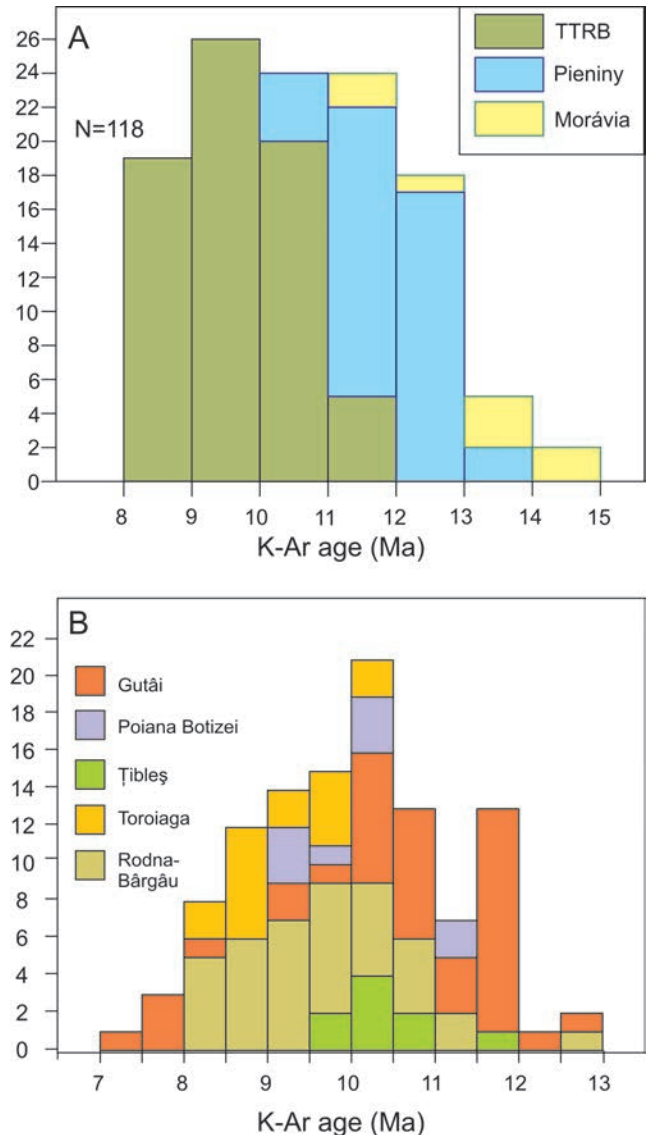 A
TTRB
Pieniny
Morávia
N=118
26
24
22
20
18
16
14
12
10
8
6
4
2
0
8 9 10 11 12 13 14 15
K-Ar age (Ma)
B
Gutâi
Poiana Botizei
Ţibleş
Toroiaga
Rodna-
Bârgâu
22
20
18
16
14
12
10
8
6
4
2
0
7 8 9 10 11 12 13
K-Ar age (Ma)